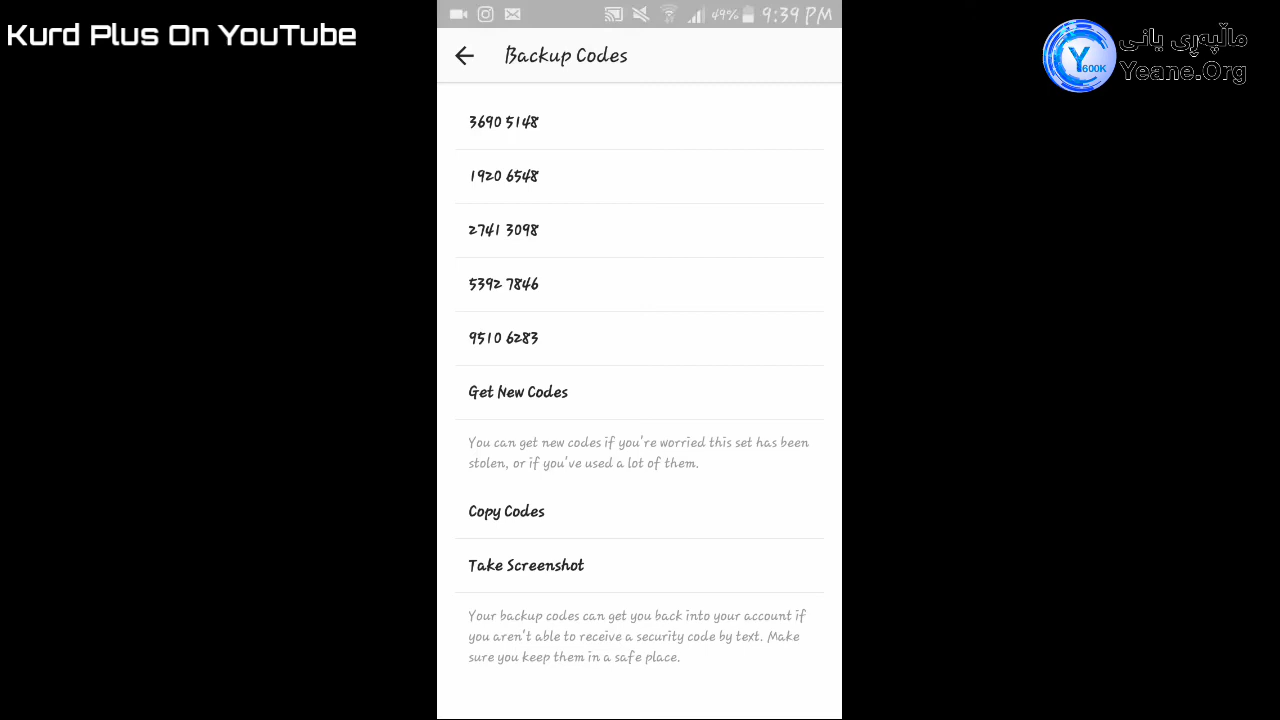 Kurd Plus On YouTube
49% 9:39 PM
ماڵپەڕی یانی
Y 600K
Yeane.Org
Backup Codes
3690 5148
1920 6548
2741 3098
5392 7846
9510 6283
Get New Codes
You can get new codes if you're worried this set has been
stolen, or if you've used a lot of them.
Copy Codes
Take Screenshot
Your backup codes can get you back into your account if
you aren't able to receive a security code by text. Make
sure you keep them in a safe place.